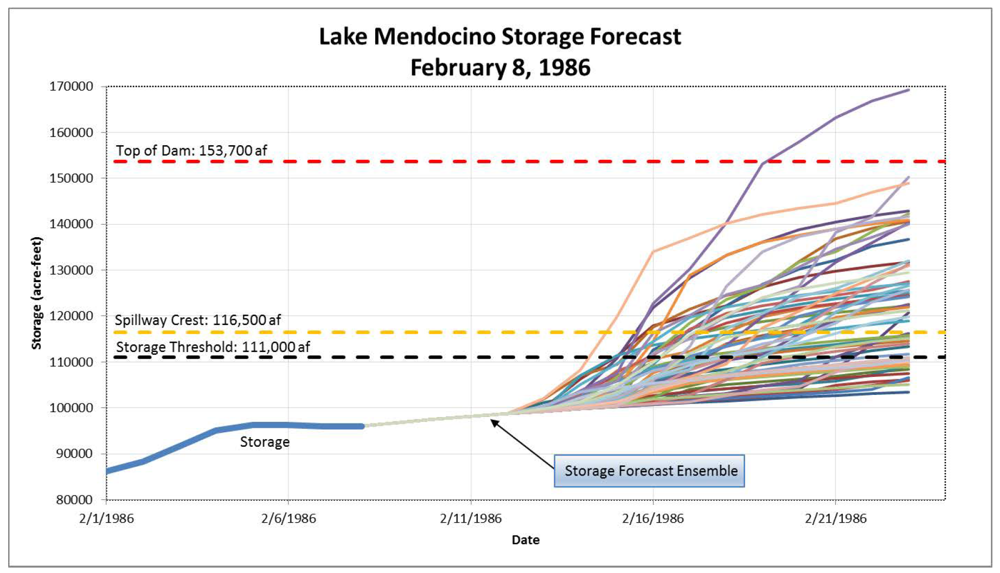 Lake Mendocino Storage Forecast
February 8, 1986
170000
160000
150000
140000
130000
120000
110000
100000
90000
80000
Storage (acre-feet)
Top of Dam: 153,700 af
Spillway Crest: 116,500 af
Storage Threshold: 111,000 af
Storage
Storage Forecast Ensemble
2/1/1986
2/6/1986
2/11/1986
2/16/1986
2/21/1986
Date